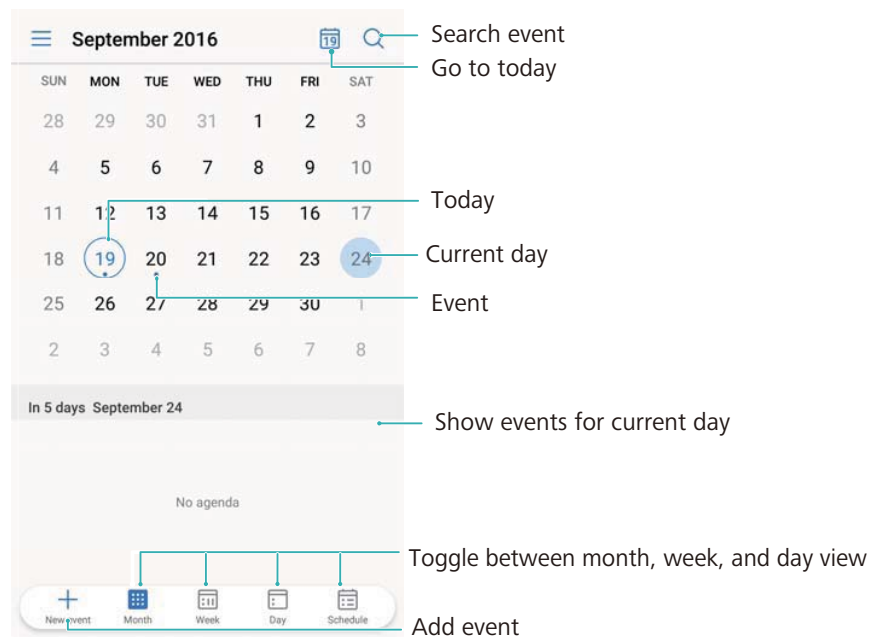 September 2016
19
Search event
Go to today
SUN MON TUE WED THU FRI SAT
28 29 30 31 1 2 3
4 5 6 7 8 9 10
11 12 13 14 15 16 17
Today
18 19 20 21 22 23 24
Current day
25 26 27 28 29 30 1
Event
2 3 4 5 6 7 8
In 5 days September 24
Show events for current day
No agenda
Toggle between month, week, and day view
New event Month Week Day Schedule
Add event